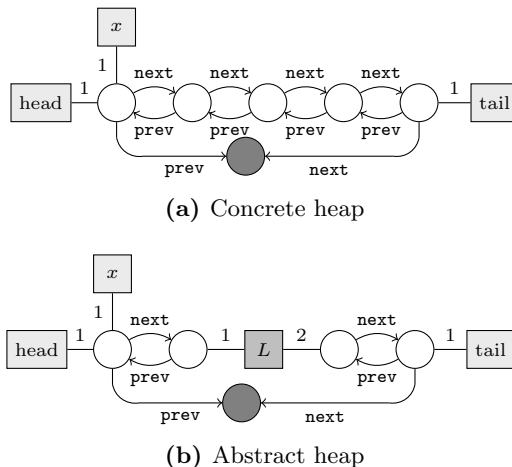 x
1
next next next next
head 1 1 tail
prev prev prev prev
prev next
(a) Concrete heap
x
1
next next
head 1 1 L 2 1 tail
prev prev
prev next
(b) Abstract heap